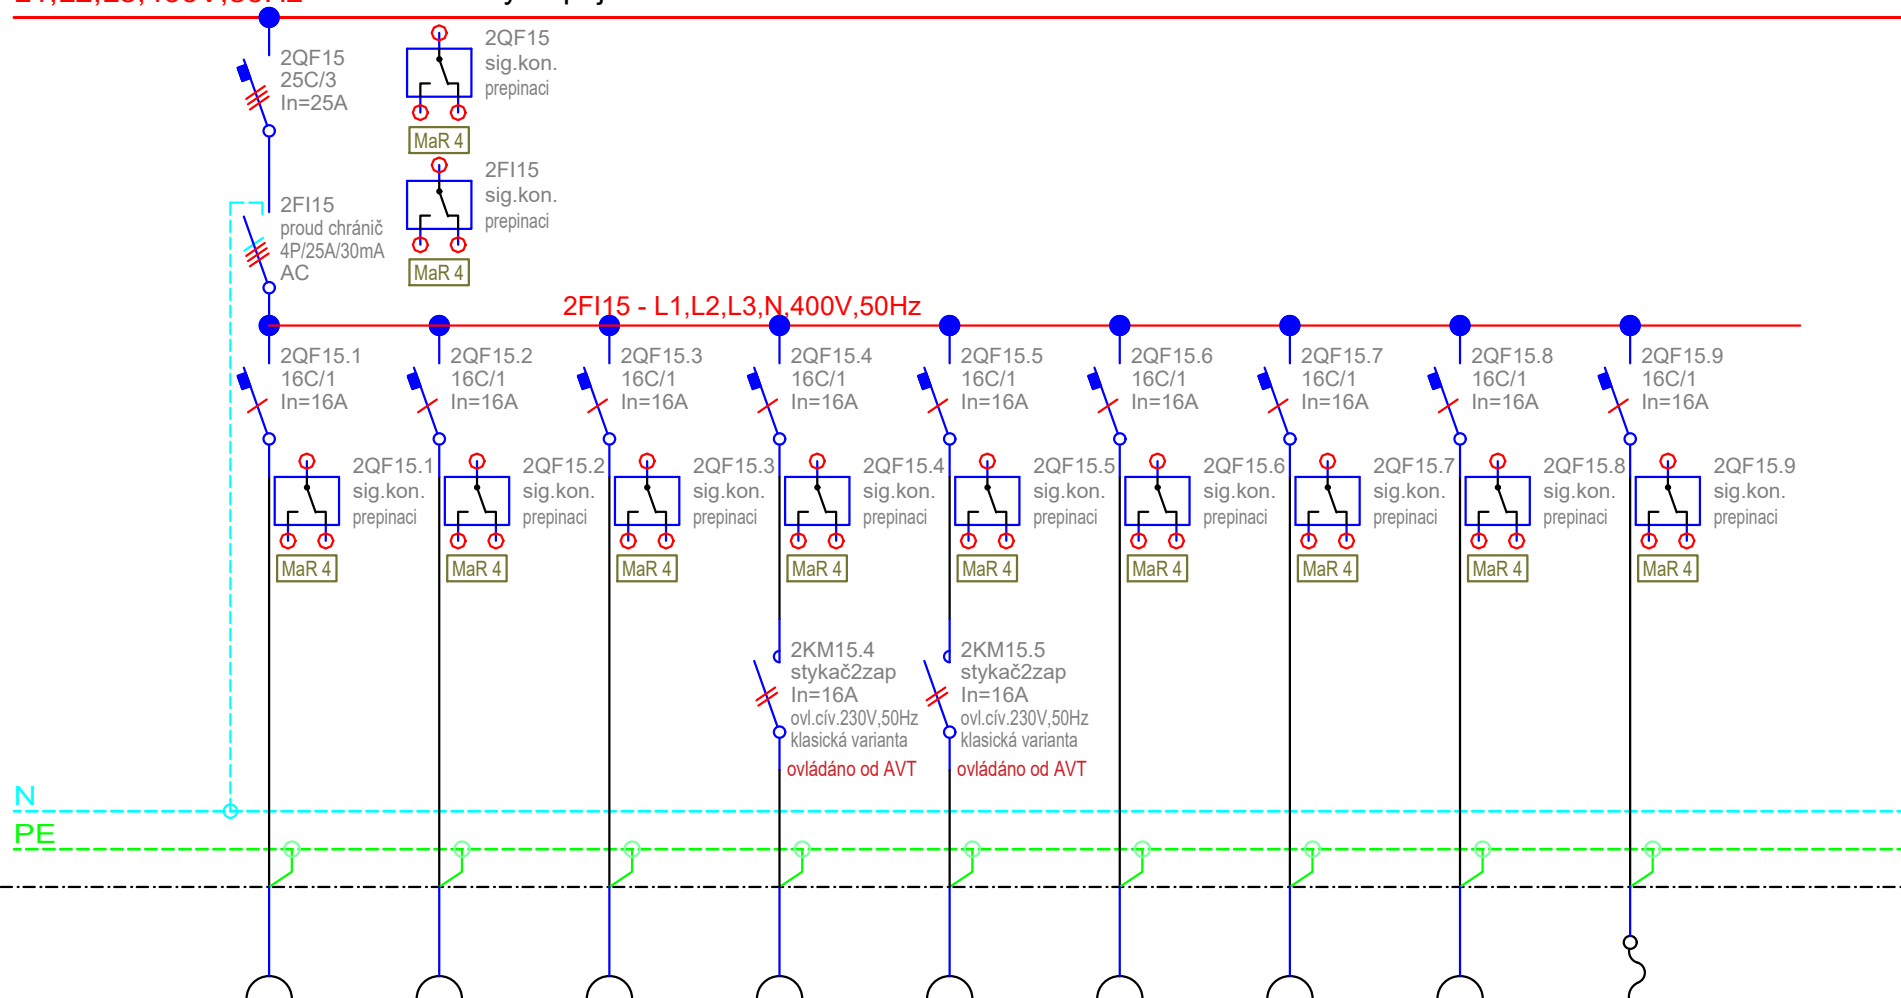 2QF15
25C/3
In=25A
2QF15
sig.kon.
prepinaci
MaR 4
2FI15
proud chránič
4P/25A/30mA
AC
2FI15
sig.kon.
prepinaci
MaR 4
2FI15 - L1,L2,L3,N,400V,50Hz
2QF15.1
16C/1
In=16A
2QF15.2
16C/1
In=16A
2QF15.3
16C/1
In=16A
2QF15.4
16C/1
In=16A
2QF15.5
16C/1
In=16A
2QF15.6
16C/1
In=16A
2QF15.7
16C/1
In=16A
2QF15.8
16C/1
In=16A
2QF15.9
16C/1
In=16A
2QF15.1
sig.kon.
prepinaci
MaR 4
2QF15.2
sig.kon.
prepinaci
MaR 4
2QF15.3
sig.kon.
prepinaci
MaR 4
2QF15.4
sig.kon.
prepinaci
MaR 4
2QF15.5
sig.kon.
prepinaci
MaR 4
2QF15.6
sig.kon.
prepinaci
MaR 4
2QF15.7
sig.kon.
prepinaci
MaR 4
2QF15.8
sig.kon.
prepinaci
MaR 4
2QF15.9
sig.kon.
prepinaci
MaR 4
2KM15.4
stykač2zap
In=16A
ovl.cív.230V,50Hz
klasická varianta
ovládáno od AVT
2KM15.5
stykač2zap
In=16A
ovl.cív.230V,50Hz
klasická varianta
ovládáno od AVT
N
PE